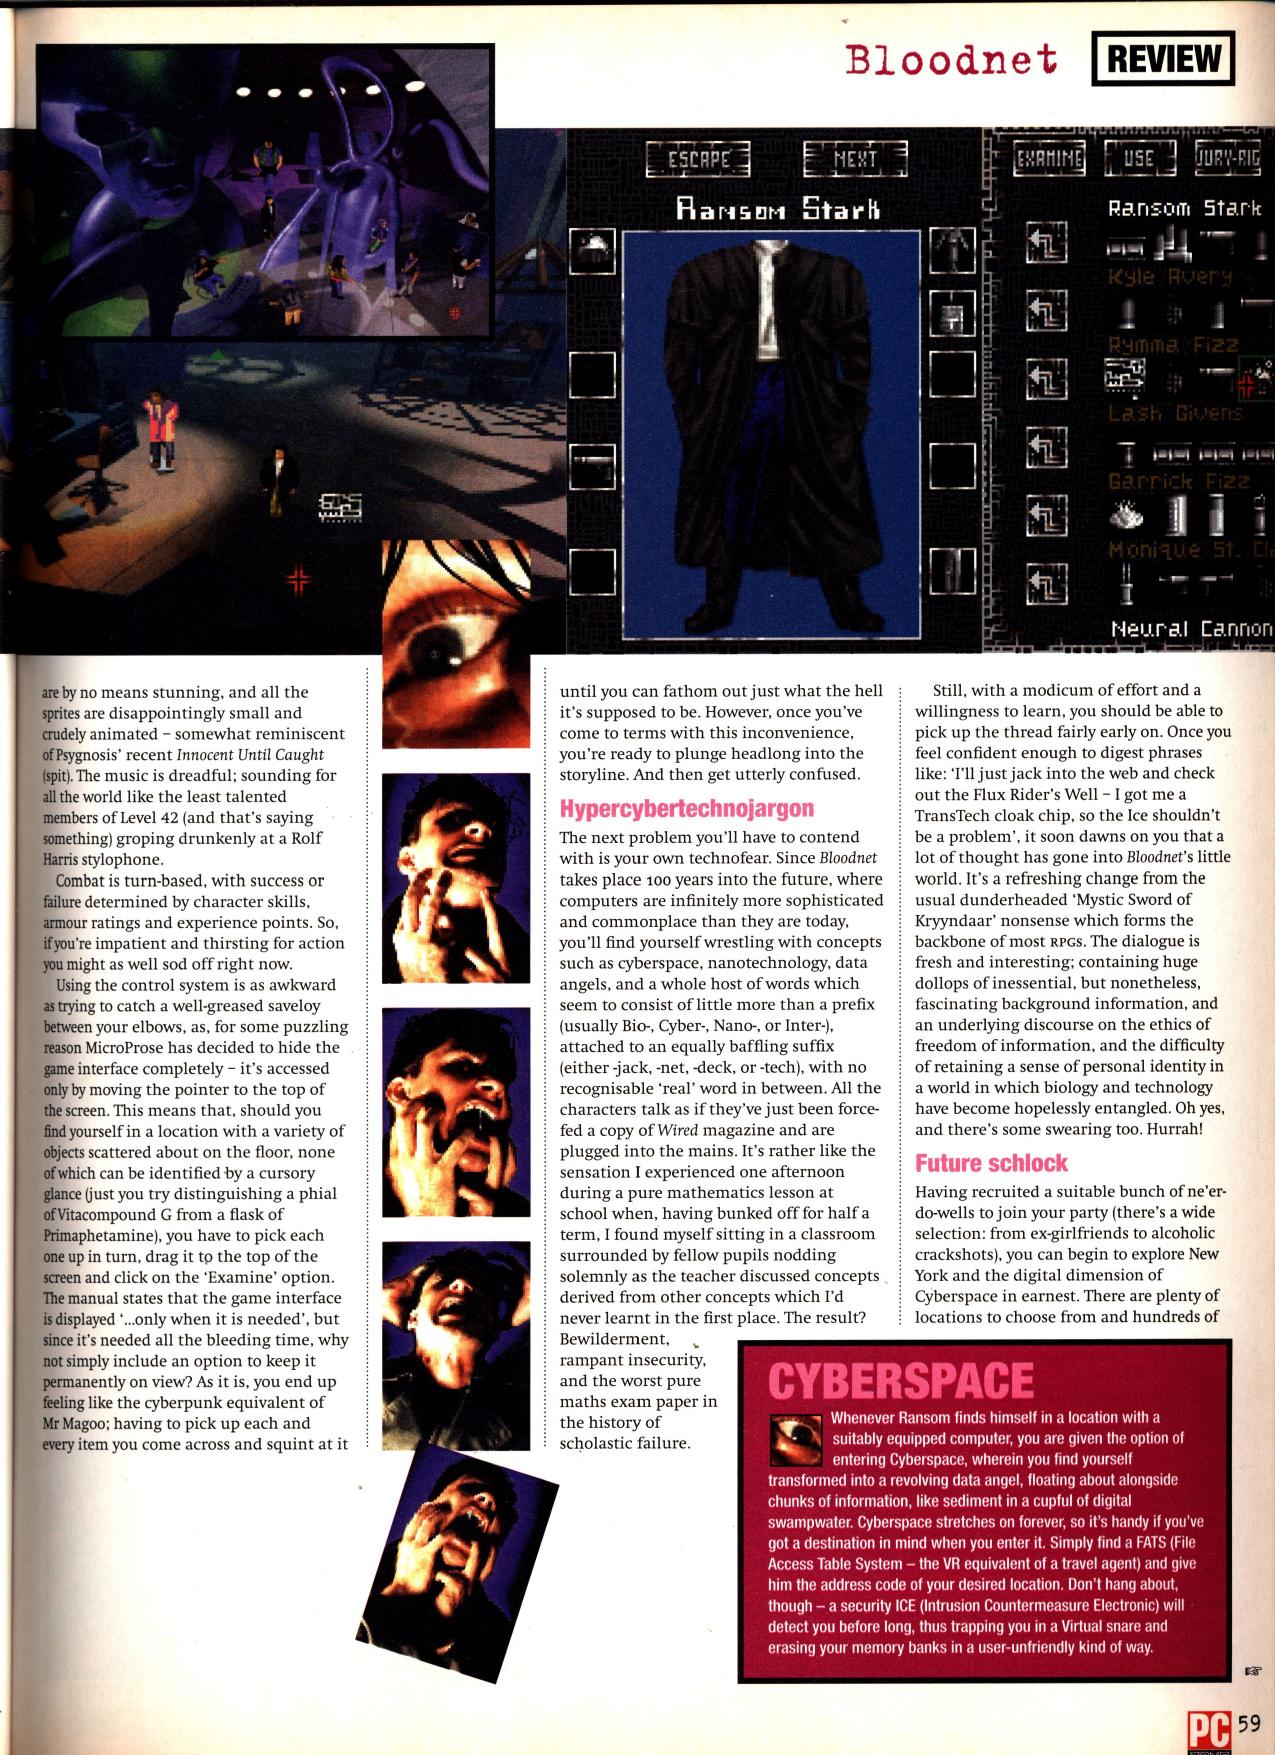 Bloodnet REVIEW
ESCAPE NEXT
Ransom Stark
EXAMINE USE JURY-RIG
Ransom Stark
Kyle Avery
Rymma Fizz
Lash Givens
Garrick Fizz
Monique St.
Neural Cannon
are by no means stunning, and all the
sprites are disappointingly small and
crudely animated – somewhat reminiscent
of Psygnosis' recent Innocent Until Caught
(spit). The music is dreadful; sounding for
all the world like the least talented
members of Level 42 (and that's saying
something) groping drunkenly at a Rolf
Harris stylophone.
Combat is turn-based, with success or
failure determined by character skills,
armour ratings and experience points. So,
if you're impatient and thirsting for action
you might as well sod off right now.
Using the control system is as awkward
as trying to catch a well-greased saveloy
between your elbows, as, for some puzzling
reason MicroProse has decided to hide the
game interface completely – it's accessed
only by moving the pointer to the top of
the screen. This means that, should you
find yourself in a location with a variety of
objects scattered about on the floor, none
of which can be identified by a cursory
glance (just you try distinguishing a phial
of Vitacompound G from a flask of
Primaphetamine), you have to pick each
one up in turn, drag it to the top of the
screen and click on the 'Examine' option.
The manual states that the game interface
is displayed '...only when it is needed', but
since it's needed all the bleeding time, why
not simply include an option to keep it
permanently on view? As it is, you end up
feeling like the cyberpunk equivalent of
Mr Magoo; having to pick up each and
every item you come across and squint at it
until you can fathom out just what the hell
it's supposed to be. However, once you've
come to terms with this inconvenience,
you're ready to plunge headlong into the
storyline. And then get utterly confused.
Hypercybertechnojargon
The next problem you'll have to contend
with is your own technofear. Since Bloodnet
takes place 100 years into the future, where
computers are infinitely more sophisticated
and commonplace than they are today,
you'll find yourself wrestling with concepts
such as cyberspace, nanotechnology, data
angels, and a whole host of words which
seem to consist of little more than a prefix
(usually Bio-, Cyber-, Nano-, or Inter-),
attached to an equally baffling suffix
(either -jack, -net, -deck, or -tech), with no
recognisable 'real' word in between. All the
characters talk as if they've just been force-
fed a copy of Wired magazine and are
plugged into the mains. It's rather like the
sensation I experienced one afternoon
during a pure mathematics lesson at
school when, having bunked off for half a
term, I found myself sitting in a classroom
surrounded by fellow pupils nodding
solemnly as the teacher discussed concepts
derived from other concepts which I'd
never learnt in the first place. The result?
Bewilderment,
rampant insecurity,
and the worst pure
maths exam paper in
the history of
scholastic failure.
Still, with a modicum of effort and a
willingness to learn, you should be able to
pick up the thread fairly early on. Once you
feel confident enough to digest phrases
like: 'I'll just jack into the web and check
out the Flux Rider's Well – I got me a
TransTech cloak chip, so the Ice shouldn't
be a problem', it soon dawns on you that a
lot of thought has gone into Bloodnet's little
world. It's a refreshing change from the
usual dunderheaded 'Mystic Sword of
Kryyndaar' nonsense which forms the
backbone of most RPGS. The dialogue is
fresh and interesting; containing huge
dollops of inessential, but nonetheless,
fascinating background information, and
an underlying discourse on the ethics of
freedom of information, and the difficulty
of retaining a sense of personal identity in
a world in which biology and technology
have become hopelessly entangled. Oh yes,
and there's some swearing too. Hurrah!
Future schlock
Having recruited a suitable bunch of ne'er-
do-wells to join your party (there's a wide
selection: from ex-girlfriends to alcoholic
crackshots), you can begin to explore New
York and the digital dimension of
Cyberspace in earnest. There are plenty of
locations to choose from and hundreds of
CYBERSPACE
Whenever Ransom finds himself in a location with a
suitably equipped computer, you are given the option of
entering Cyberspace, wherein you find yourself
transformed into a revolving data angel, floating about alongside
chunks of information, like sediment in a cupful of digital
swampwater. Cyberspace stretches on forever, so it's handy if you've
got a destination in mind when you enter it. Simply find a FATS (File
Access Table System – the VR equivalent of a travel agent) and give
him the address code of your desired location. Don't hang about,
though – a security ICE (Intrusion Countermeasure Electronic) will
detect you before long, thus trapping you in a Virtual snare and
erasing your memory banks in a user-unfriendly kind of way.
PC 59